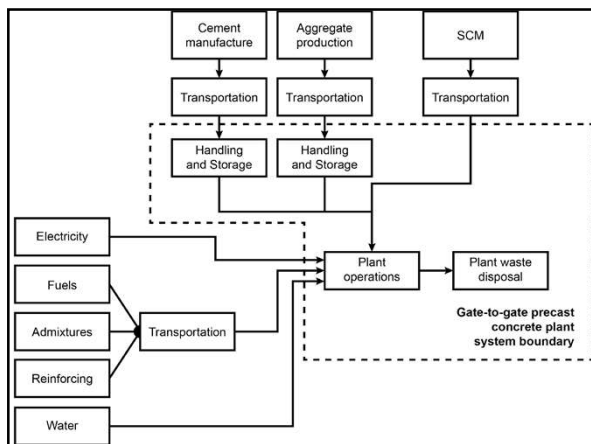 Cement
manufacture
Aggregate
production
SCM
Transportation
Transportation
Transportation
Handling
and Storage
Handling
and Storage
Electricity
Fuels
Admixtures
Reinforcing
Water
Transportation
Plant
operations
Plant waste
disposal
Gate-to-gate precast
concrete plant
system boundary